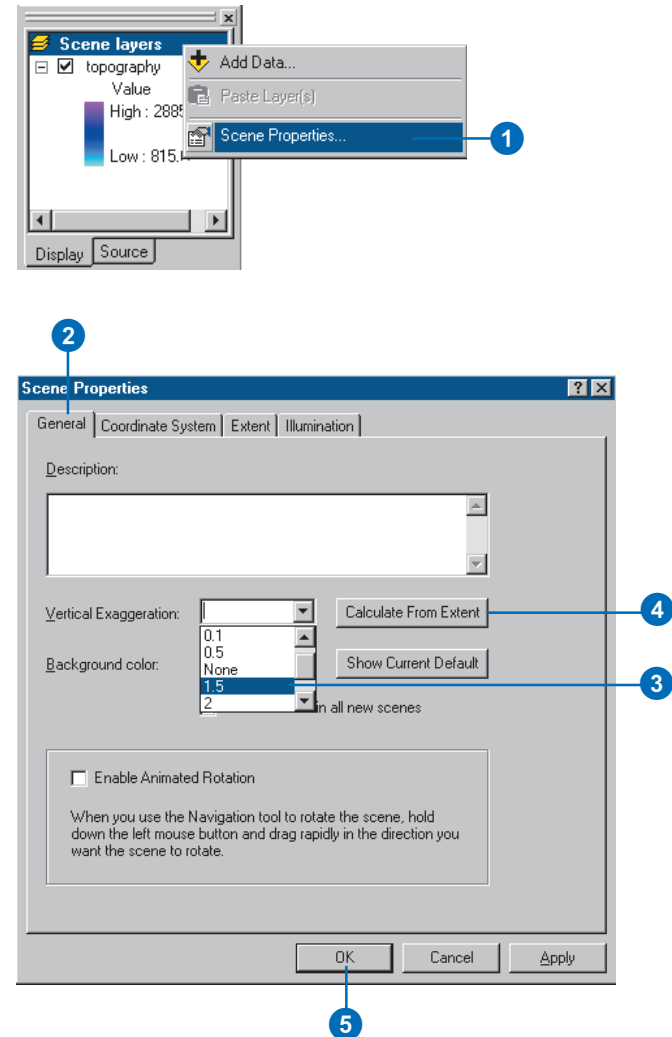 Scene layers
topography
Value
High : 2885
Low : 815.
Display Source
Add Data...
Paste Layer(s)
Scene Properties...
1
2
Scene Properties
General Coordinate System Extent Illumination
Description:
Vertical Exaggeration:
Calculate From Extent
4
0.1
0.5
None
1.5
2
Background color:
Show Current Default
3
in all new scenes
Enable Animated Rotation
When you use the Navigation tool to rotate the scene, hold
down the left mouse button and drag rapidly in the direction you
want the scene to rotate.
OK Cancel Apply
5